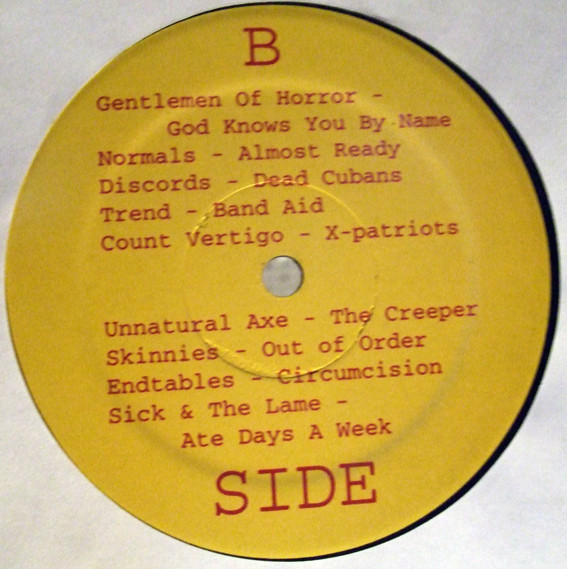 B
Gentlemen Of Horror -
God Knows You By Name
Normals - Almost Ready
Discords - Dead Cubans
Trend - Band Aid
Count Vertigo - X-patriots
Unnatural Axe - The Creeper
Skinnies - Out of Order
Endtables - Circumcision
Sick & The Lame -
Ate Days A Week
SIDE